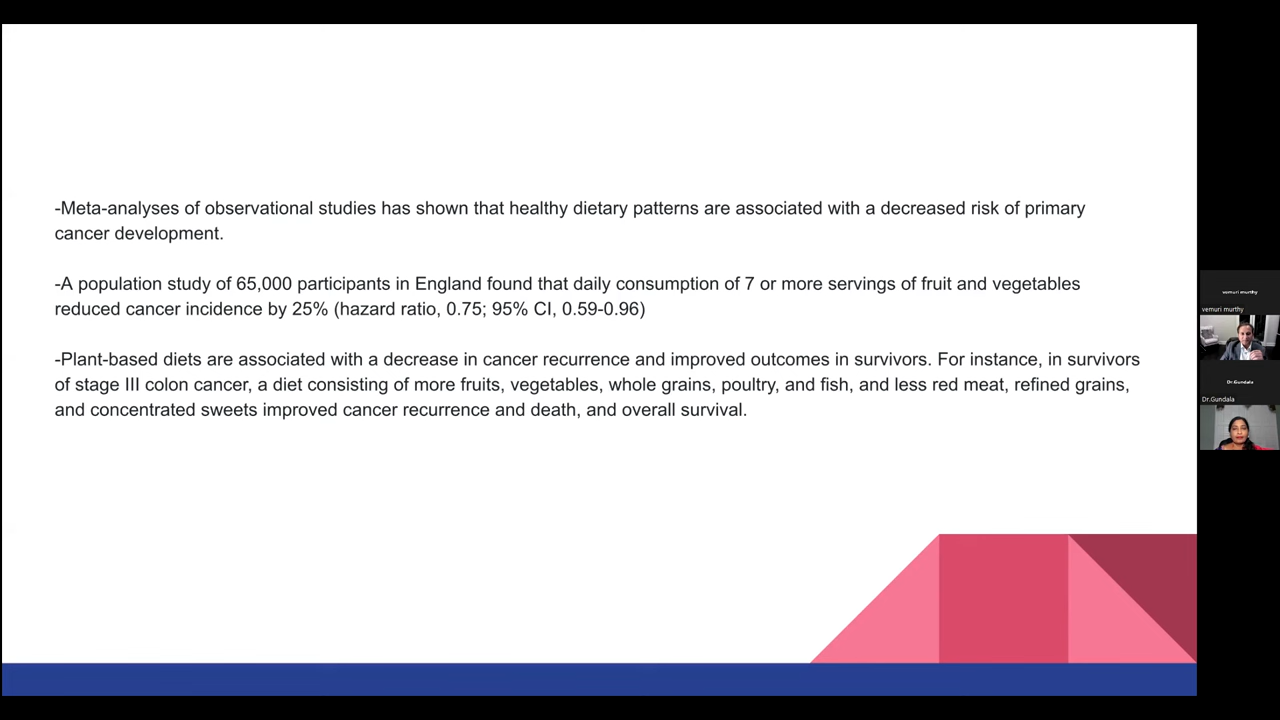 -Meta-analyses of observational studies has shown that healthy dietary patterns are associated with a decreased risk of primary
cancer development.
-A population study of 65,000 participants in England found that daily consumption of 7 or more servings of fruit and vegetables
reduced cancer incidence by 25% (hazard ratio, 0.75; 95% CI, 0.59-0.96)
-Plant-based diets are associated with a decrease in cancer recurrence and improved outcomes in survivors. For instance, in survivors
of stage III colon cancer, a diet consisting of more fruits, vegetables, whole grains, poultry, and fish, and less red meat, refined grains,
and concentrated sweets improved cancer recurrence and death, and overall survival.
vemuri murthy
vemuri murthy
Dr.Gundala
Dr.Gundala